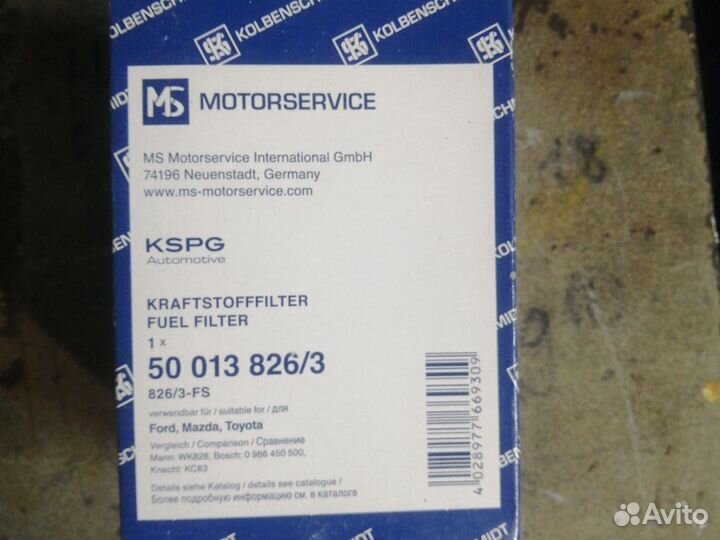 KOLBENSCHMIDT
KOLBENSCH
MS MOTORSERVICE
MS Motorservice International GmbH
74196 Neuenstadt, Germany
www.ms-motorservice.com
KSPG
Automotive
KRAFTSTOFFFILTER
FUEL FILTER
1 x
50 013 826/3
826/3-FS
verwendbar für / suitable for / для
Ford, Mazda, Toyota
Vergleich / Comparison / Сравнение
Mann: WK828, Bosch: 0 986 450 500,
Knecht: KC83
Details siehe Katalog / details see catalogue /
Более подробную информацию см. в каталоге
4 028977 669309
Avito